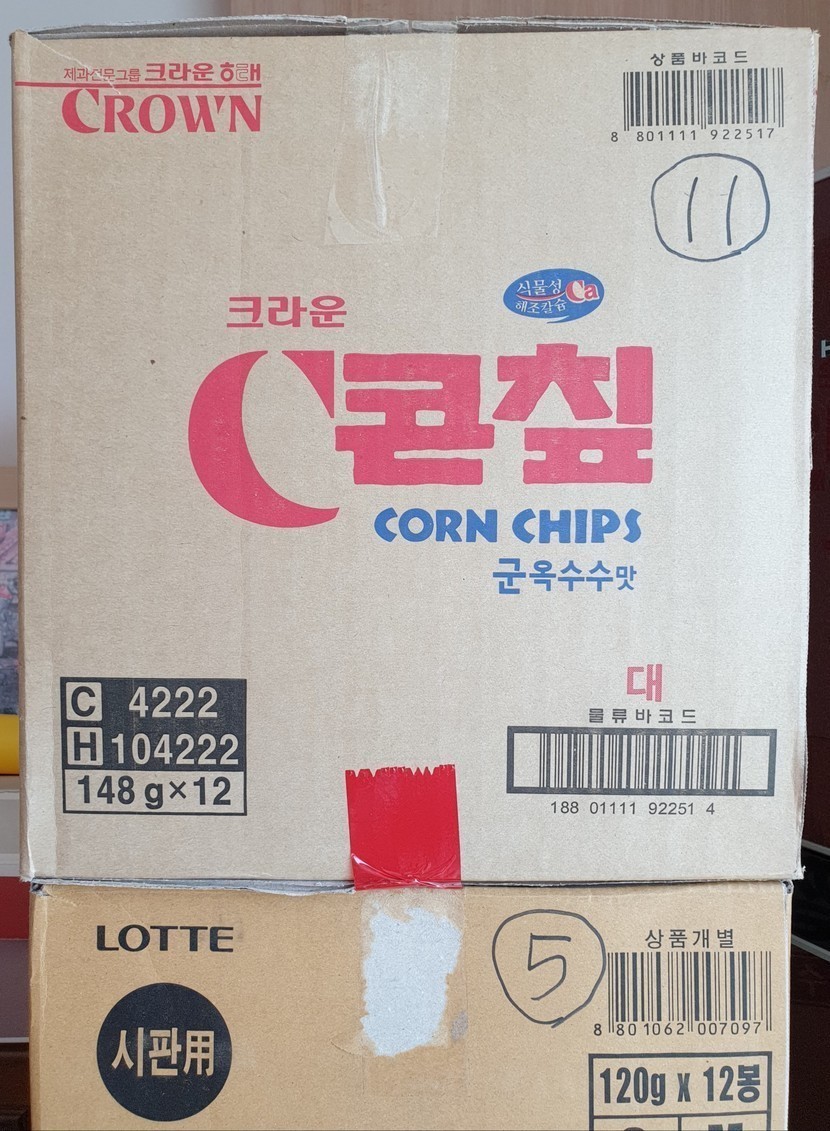 제과전문그룹 크라운 해태
CROWN
상품바코드
8 801111 922517
11
크라운
식물성
해조칼슘 Ca
C콘칲
CORN CHIPS
군옥수수맛
C 4222
H 104222
148 g×12
대
물류바코드
188 01111 92251 4
LOTTE
5
상품개별
8 801062 007097
시판用
120g x 12봉